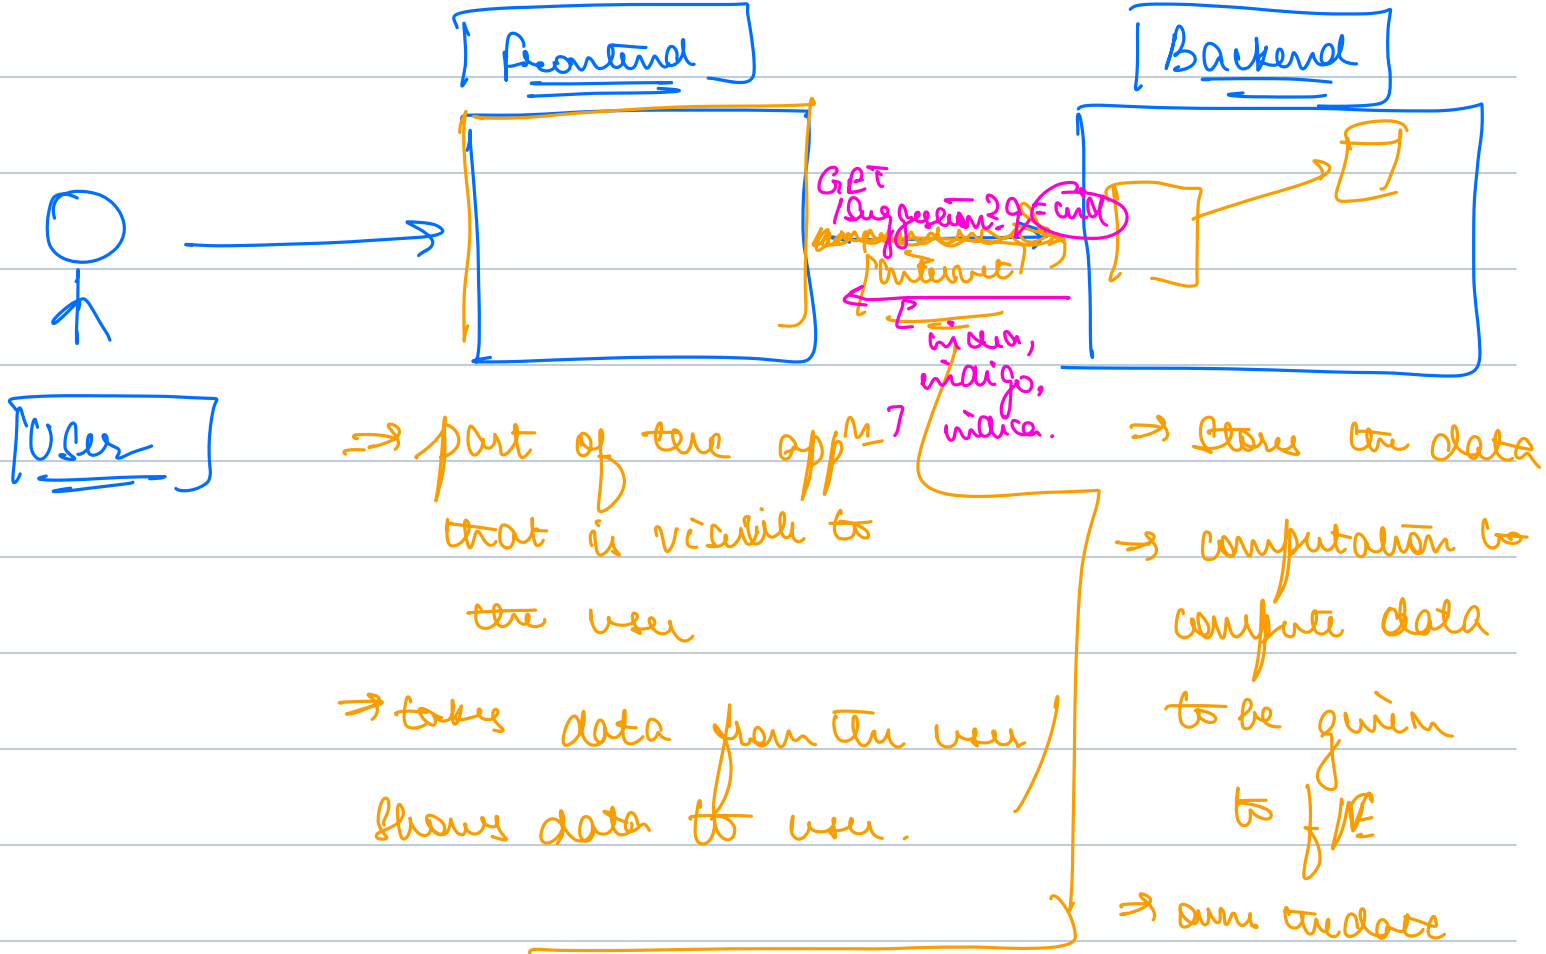 Frontend
Backend
GET
/suggestion?q=ind
Internet
[india,
indigo,
indica.
]
User
⇒ part of the appn
that is visible to
the user
⇒ takes data from the user /
shows data to user.
⇒ Stores the data
⇒ computation to
compute data
to be given
to f/E
⇒ owns the data